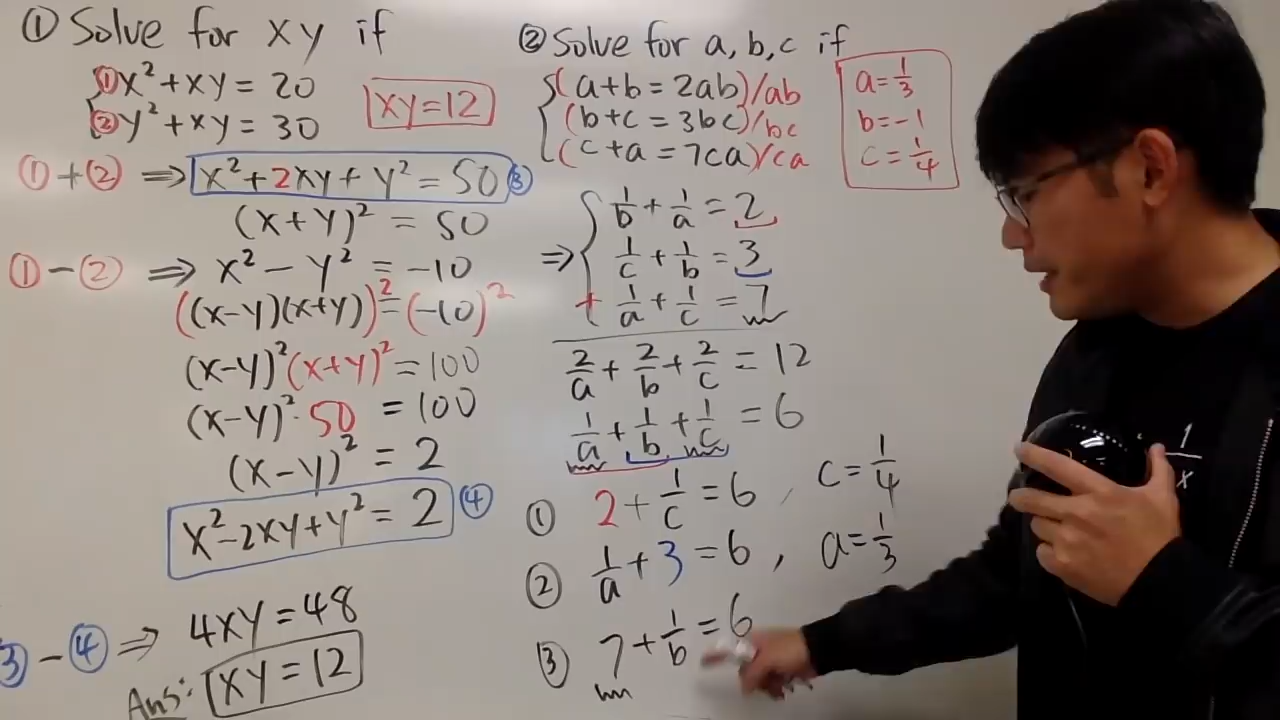 ① Solve for xy if
① x² + xy = 20
② y² + xy = 30
xy = 12
① + ② ⟹ x² + 2xy + y² = 50 ③
(x + y)² = 50
① − ② ⟹ x² − y² = −10
((x−y)(x+y))² = (−10)²
(x−y)²(x+y)² = 100
(x−y)² · 50 = 100
(x−y)² = 2
x² − 2xy + y² = 2 ④
③ − ④ ⟹ 4xy = 48
Ans: xy = 12
② Solve for a, b, c if
(a + b = 2ab)/ab
(b + c = 3bc)/bc
(c + a = 7ca)/ca
a = 1/3
b = −1
c = 1/4
1/b + 1/a = 2
⟹ 1/c + 1/b = 3
+ 1/a + 1/c = 7
2/a + 2/b + 2/c = 12
1/a + 1/b + 1/c = 6
① 2 + 1/c = 6, c = 1/4
② 1/a + 3 = 6, a = 1/3
③ 7 + 1/b = 6
1/x